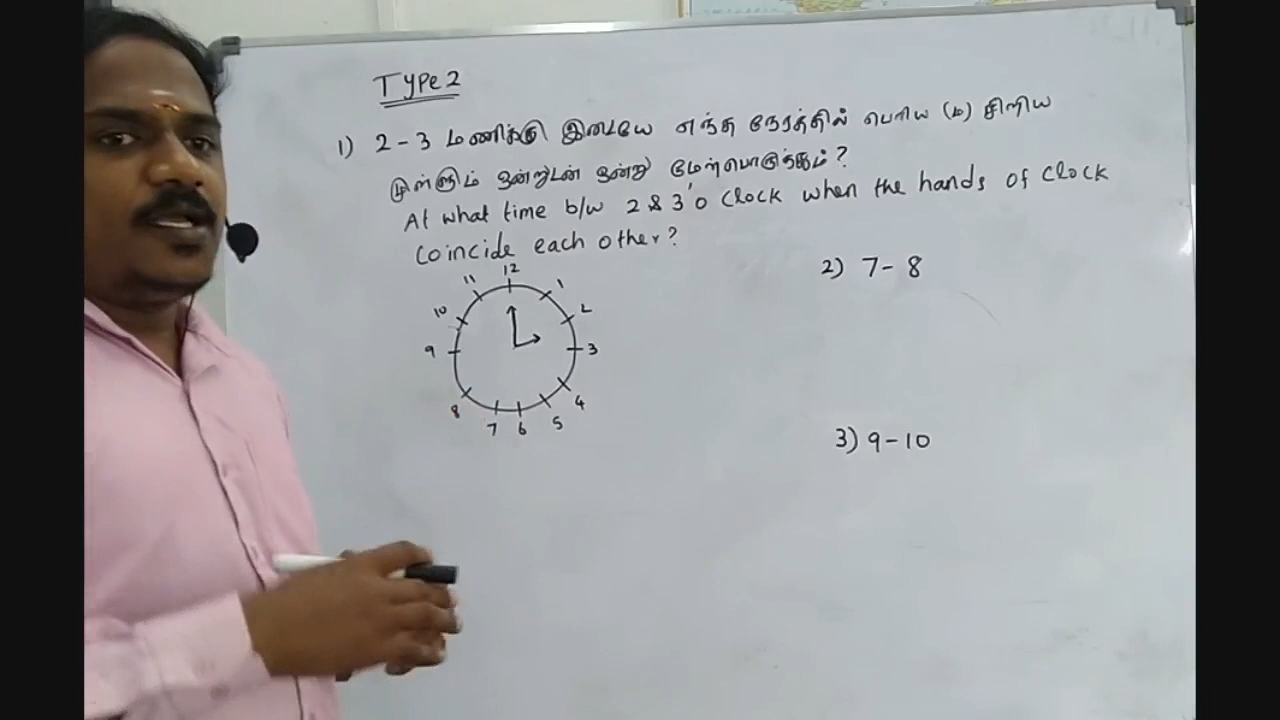 Type 2
1) 2 - 3 மணிக்கு இடையே எந்த நேரத்தில் பெரிய (ம) சிறிய
முள்ளும் ஒன்றுடன் ஒன்று மேற்பொருந்தும்?
At what time b/w 2 & 3'0 clock when the hands of clock
coincide each other?
2) 7 - 8
12
11
1
10
2
9
3
8
4
7
6
5
3) 9 - 10